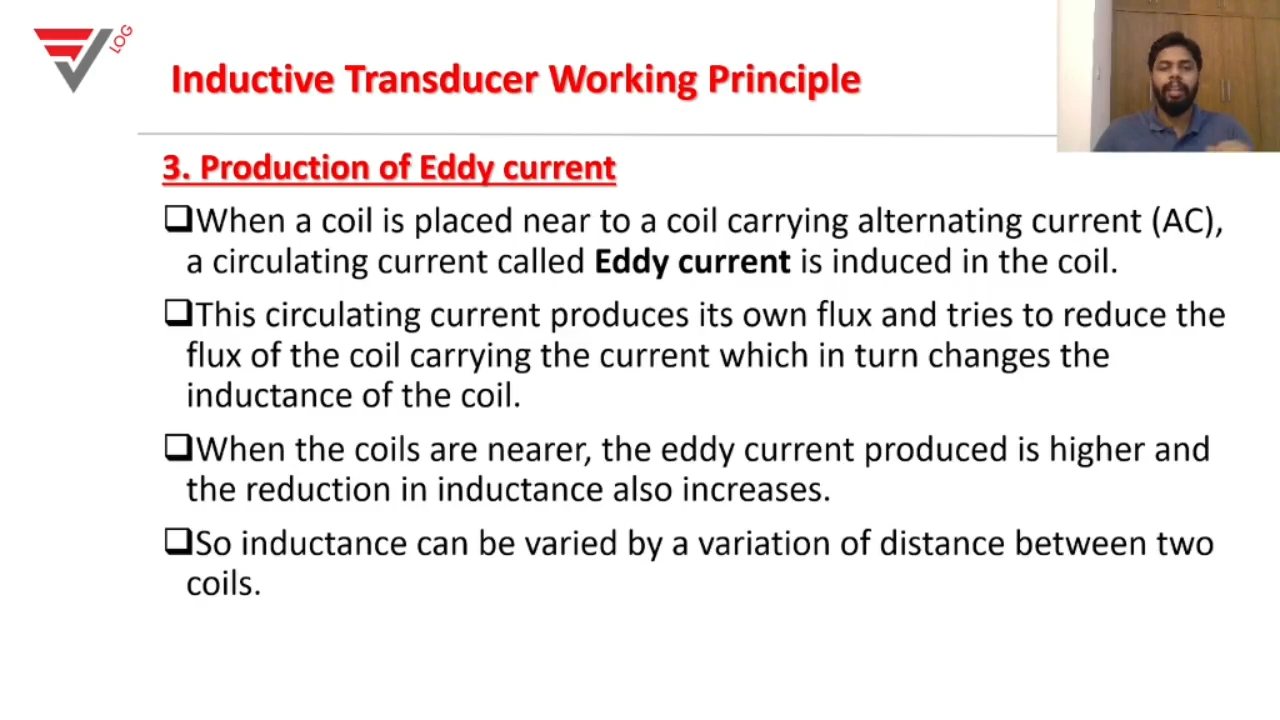 LOG
Inductive Transducer Working Principle
3. Production of Eddy current
❑When a coil is placed near to a coil carrying alternating current (AC),
a circulating current called Eddy current is induced in the coil.
❑This circulating current produces its own flux and tries to reduce the
flux of the coil carrying the current which in turn changes the
inductance of the coil.
❑When the coils are nearer, the eddy current produced is higher and
the reduction in inductance also increases.
❑So inductance can be varied by a variation of distance between two
coils.